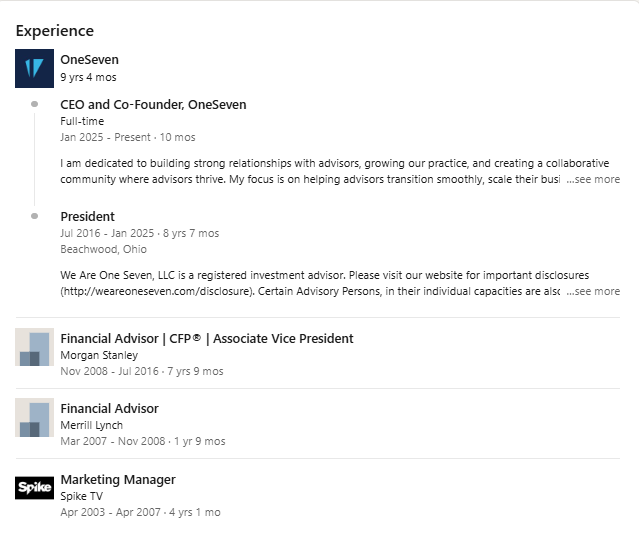 Experience
OneSeven
9 yrs 4 mos
CEO and Co-Founder, OneSeven
Full-time
Jan 2025 - Present · 10 mos
I am dedicated to building strong relationships with advisors, growing our practice, and creating a collaborative
community where advisors thrive. My focus is on helping advisors transition smoothly, scale their busi ...see more
President
Jul 2016 - Jan 2025 · 8 yrs 7 mos
Beachwood, Ohio
We Are One Seven, LLC is a registered investment advisor. Please visit our website for important disclosures
(http://weareoneseven.com/disclosure). Certain Advisory Persons, in their individual capacities are alsc ...see more
Financial Advisor | CFP® | Associate Vice President
Morgan Stanley
Nov 2008 - Jul 2016 · 7 yrs 9 mos
Financial Advisor
Merrill Lynch
Mar 2007 - Nov 2008 · 1 yr 9 mos
Spike
Marketing Manager
Spike TV
Apr 2003 - Apr 2007 · 4 yrs 1 mo